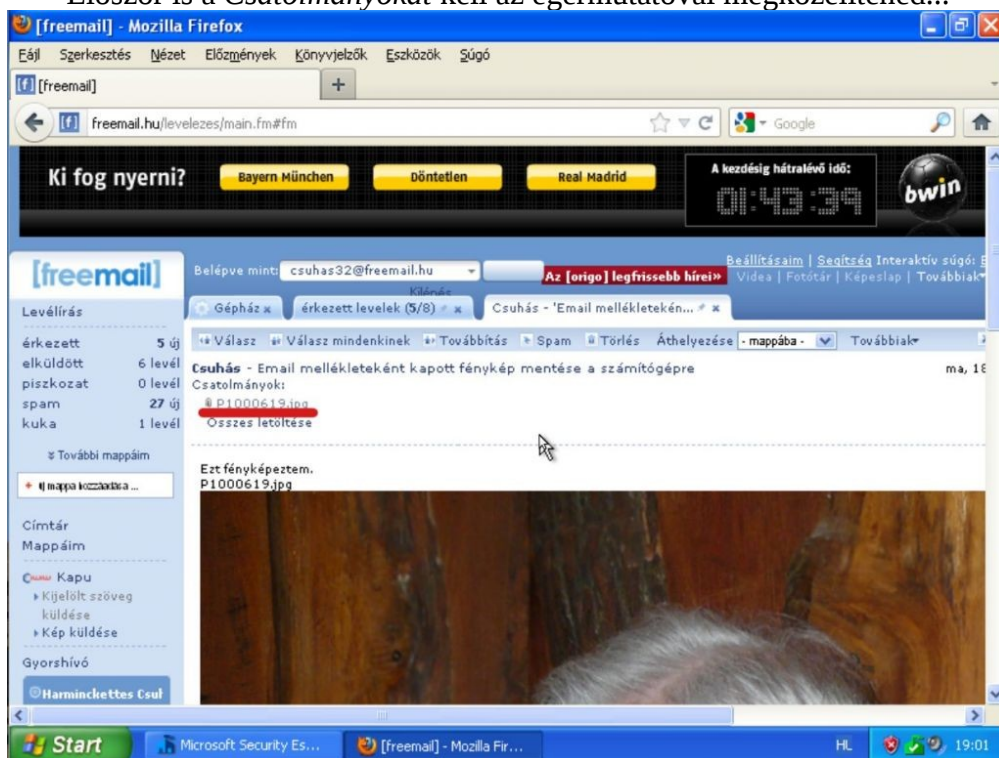 Először is a Csatolmányokat kell az egérmutatóval megközelítened...
[freemail] - Mozilla Firefox
Fájl Szerkesztés Nézet Előzmények Könyvjelzők Eszközök Súgó
[freemail]
freemail.hu/levelezes/main.fm#fm
Google
Ki fog nyerni?
Bayern München
Döntetlen
Real Madrid
A kezdésig hátralévő idő:
01:43:39
bwin
[freemail]
Belépve mint: csuhas32@freemail.hu
Kilépés
Az [origo] legfrissebb hírei»
Beállításaim | Segítség Interaktív súgó:
Videa | Fotótár | Képeslap | Továbbiak
Gépház x
érkezett levelek (5/8) x
Csuhás - 'Email mellékletekén... x
Válasz Válasz mindenkinek Továbbítás Spam Törlés Áthelyezése - mappába - Továbbiak
Csuhás - Email mellékleteként kapott fénykép mentése a számítógépre
ma, 18
Csatolmányok:
P1000619.jpg
Összes letöltése
Ezt fényképeztem.
P1000619.jpg
Levélírás
érkezett 5 új
elküldött 6 levél
piszkozat 0 levél
spam 27 új
kuka 1 levél
További mappáim
Új mappa hozzáadása ...
Címtár
Mappáim
Kapu
Kijelölt szöveg
küldése
Kép küldése
Gyorshívó
Harminckettes Csuh
Start
Microsoft Security Es...
[freemail] - Mozilla Fir...
HL
19:01